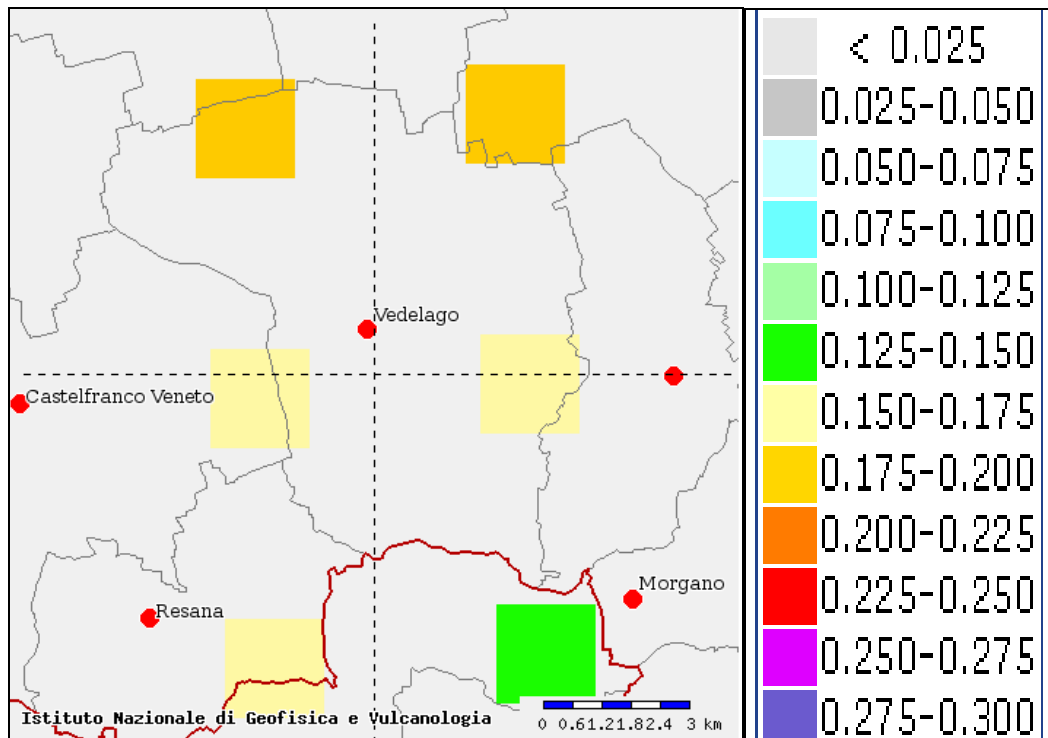 Vedelago
Castelfranco Veneto
Morgano
Resana
Istituto Nazionale di Geofisica e Vulcanologia
0 0.61.21.82.4 3 km
< 0.025
0.025-0.050
0.050-0.075
0.075-0.100
0.100-0.125
0.125-0.150
0.150-0.175
0.175-0.200
0.200-0.225
0.225-0.250
0.250-0.275
0.275-0.300